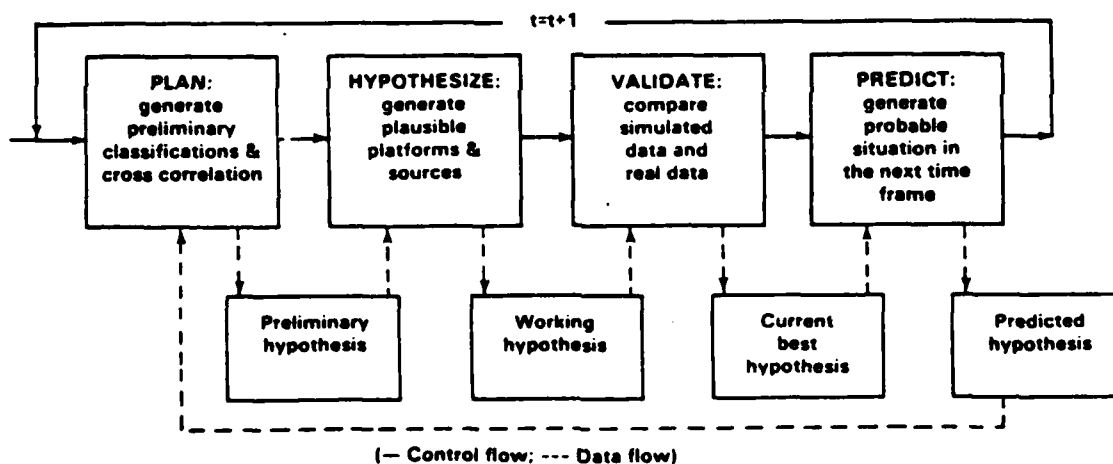 t=t+1
PLAN:
generate
preliminary
classifications &
cross correlation
HYPOTHESIZE:
generate
plausible
platforms &
sources
VALIDATE:
compare
simulated
data and
real data
PREDICT:
generate
probable
situation in
the next time
frame
Preliminary
hypothesis
Working
hypothesis
Current
best
hypothesis
Predicted
hypothesis
(— Control flow; --- Data flow)